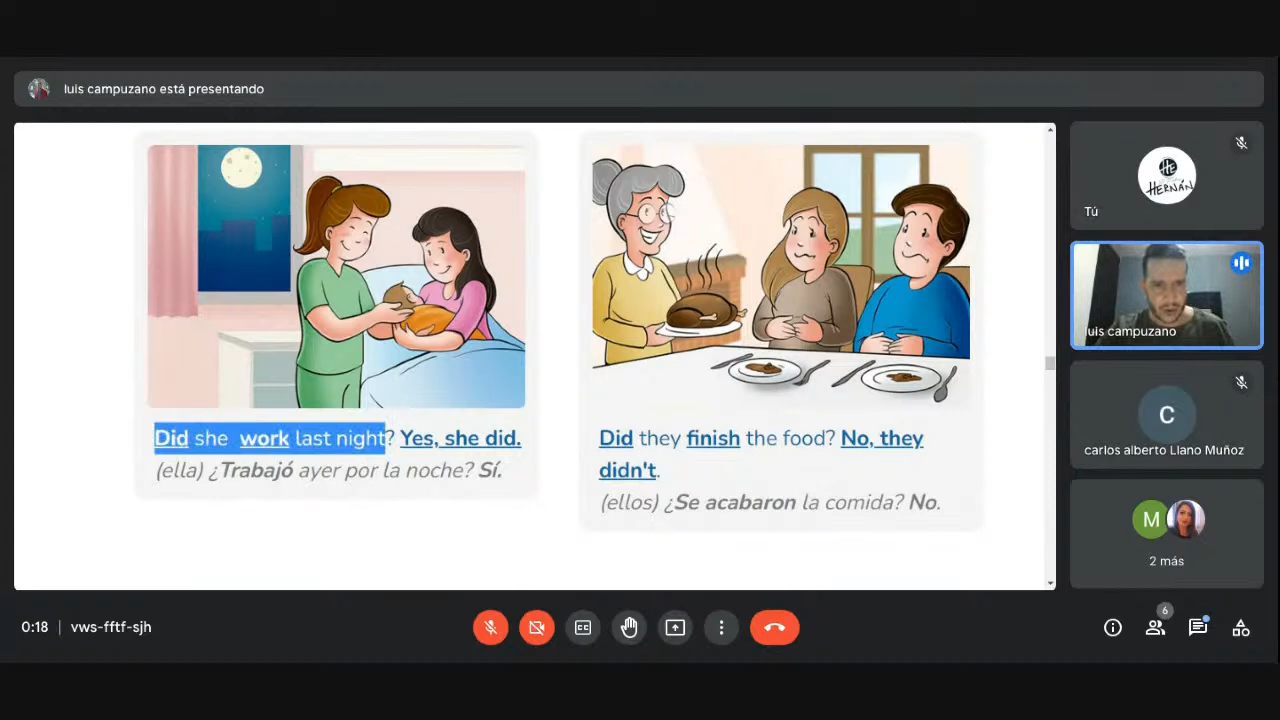 luis campuzano está presentando
HE
HERNÁN
Tú
luis campuzano
Did she work last night? Yes, she did.
(ella) ¿Trabajó ayer por la noche? Sí.
Did they finish the food? No, they
didn't.
(ellos) ¿Se acabaron la comida? No.
C
carlos alberto Llano Muñoz
M
2 más
0:18 | vws-fftf-sjh
CC
6